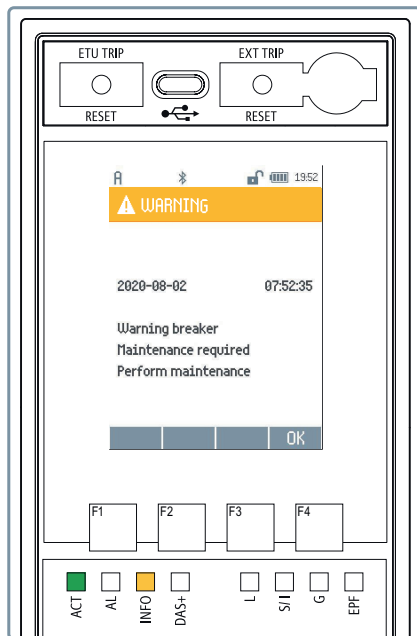 ETU TRIP
EXT TRIP
RESET
RESET
A
19:52
WARNING
2020-08-02 07:52:35
Warning breaker
Maintenance required
Perform maintenance
OK
F1 F2 F3 F4
ACT AL INFO DAS+ L S/I G EPF